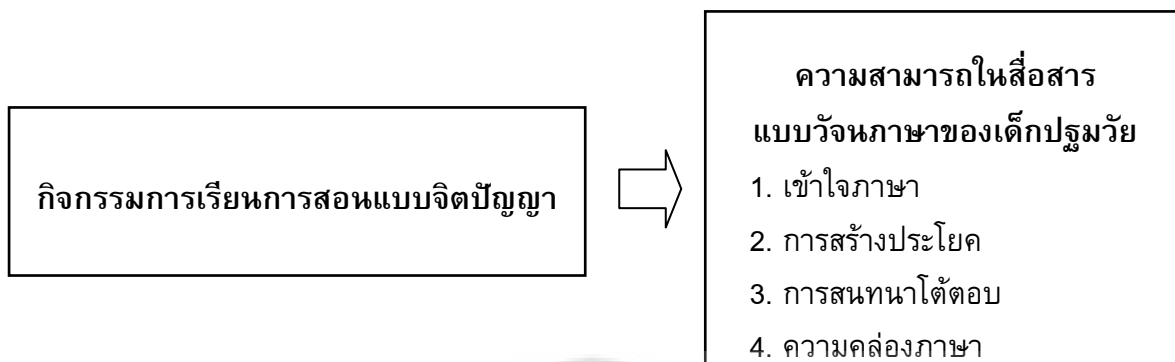 กิจกรรมการเรียนการสอนแบบจิตปัญญา
ความสามารถในสื่อสาร
แบบวัจนภาษาของเด็กปฐมวัย
1. เข้าใจภาษา
2. การสร้างประโยค
3. การสนทนาโต้ตอบ
4. ความคล่องภาษา